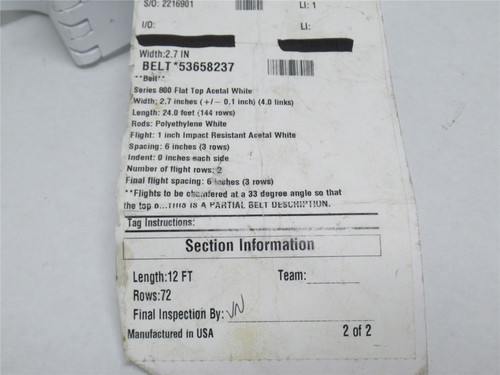 S/O: 2216901 LI: 1
I/O: LI:
Width:2.7 IN
BELT*53658237
**Belt**
Series 800 Flat Top Acetal White
Width: 2.7 inches (+/- 0.1 inch) (4.0 links)
Length: 24.0 feet (144 rows)
Rods: Polyethylene White
Flight: 1 inch Impact Resistant Acetal White
Spacing: 6 inches (3 rows)
Indent: 0 inches each side
Number of flight rows: 2
Final flight spacing: 6 inches (3 rows)
**Flights to be chamfered at a 33 degree angle so that
the top o...THIS IS A PARTIAL BELT DESCRIPTION.
Tag Instructions:
Section Information
Length:12 FT Team:
Rows:72
Final Inspection By: VN
Manufactured in USA 2 of 2